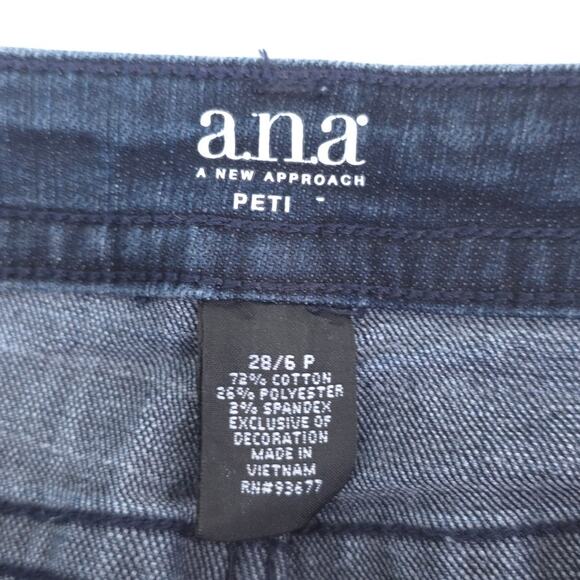 a.n.a
A NEW APPROACH
PETI
28/6 P
72% COTTON
26% POLYESTER
2% SPANDEX
EXCLUSIVE OF
DECORATION
MADE IN
VIETNAM
RN#93677